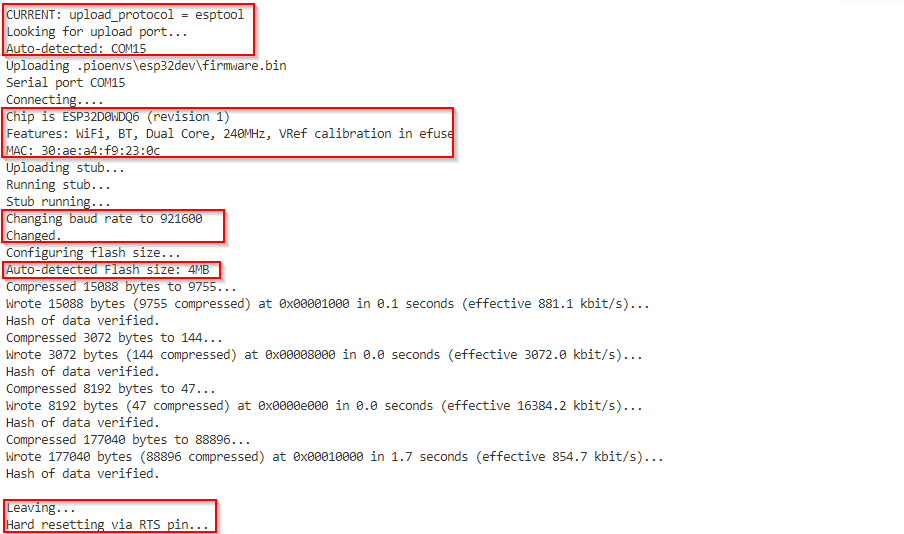 CURRENT: upload_protocol = esptool
Looking for upload port...
Auto-detected: COM15
Uploading .pioenvs\esp32dev\firmware.bin
Serial port COM15
Connecting....
Chip is ESP32D0WDQ6 (revision 1)
Features: WiFi, BT, Dual Core, 240MHz, VRef calibration in efuse
MAC: 30:ae:a4:f9:23:0c
Uploading stub...
Running stub...
Stub running...
Changing baud rate to 921600
Changed.
Configuring flash size...
Auto-detected Flash size: 4MB
Compressed 15088 bytes to 9755...
Wrote 15088 bytes (9755 compressed) at 0x00001000 in 0.1 seconds (effective 881.1 kbit/s)...
Hash of data verified.
Compressed 3072 bytes to 144...
Wrote 3072 bytes (144 compressed) at 0x00008000 in 0.0 seconds (effective 3072.0 kbit/s)...
Hash of data verified.
Compressed 8192 bytes to 47...
Wrote 8192 bytes (47 compressed) at 0x0000e000 in 0.0 seconds (effective 16384.2 kbit/s)...
Hash of data verified.
Compressed 177040 bytes to 88896...
Wrote 177040 bytes (88896 compressed) at 0x00010000 in 1.7 seconds (effective 854.7 kbit/s)...
Hash of data verified.
Leaving...
Hard resetting via RTS pin...